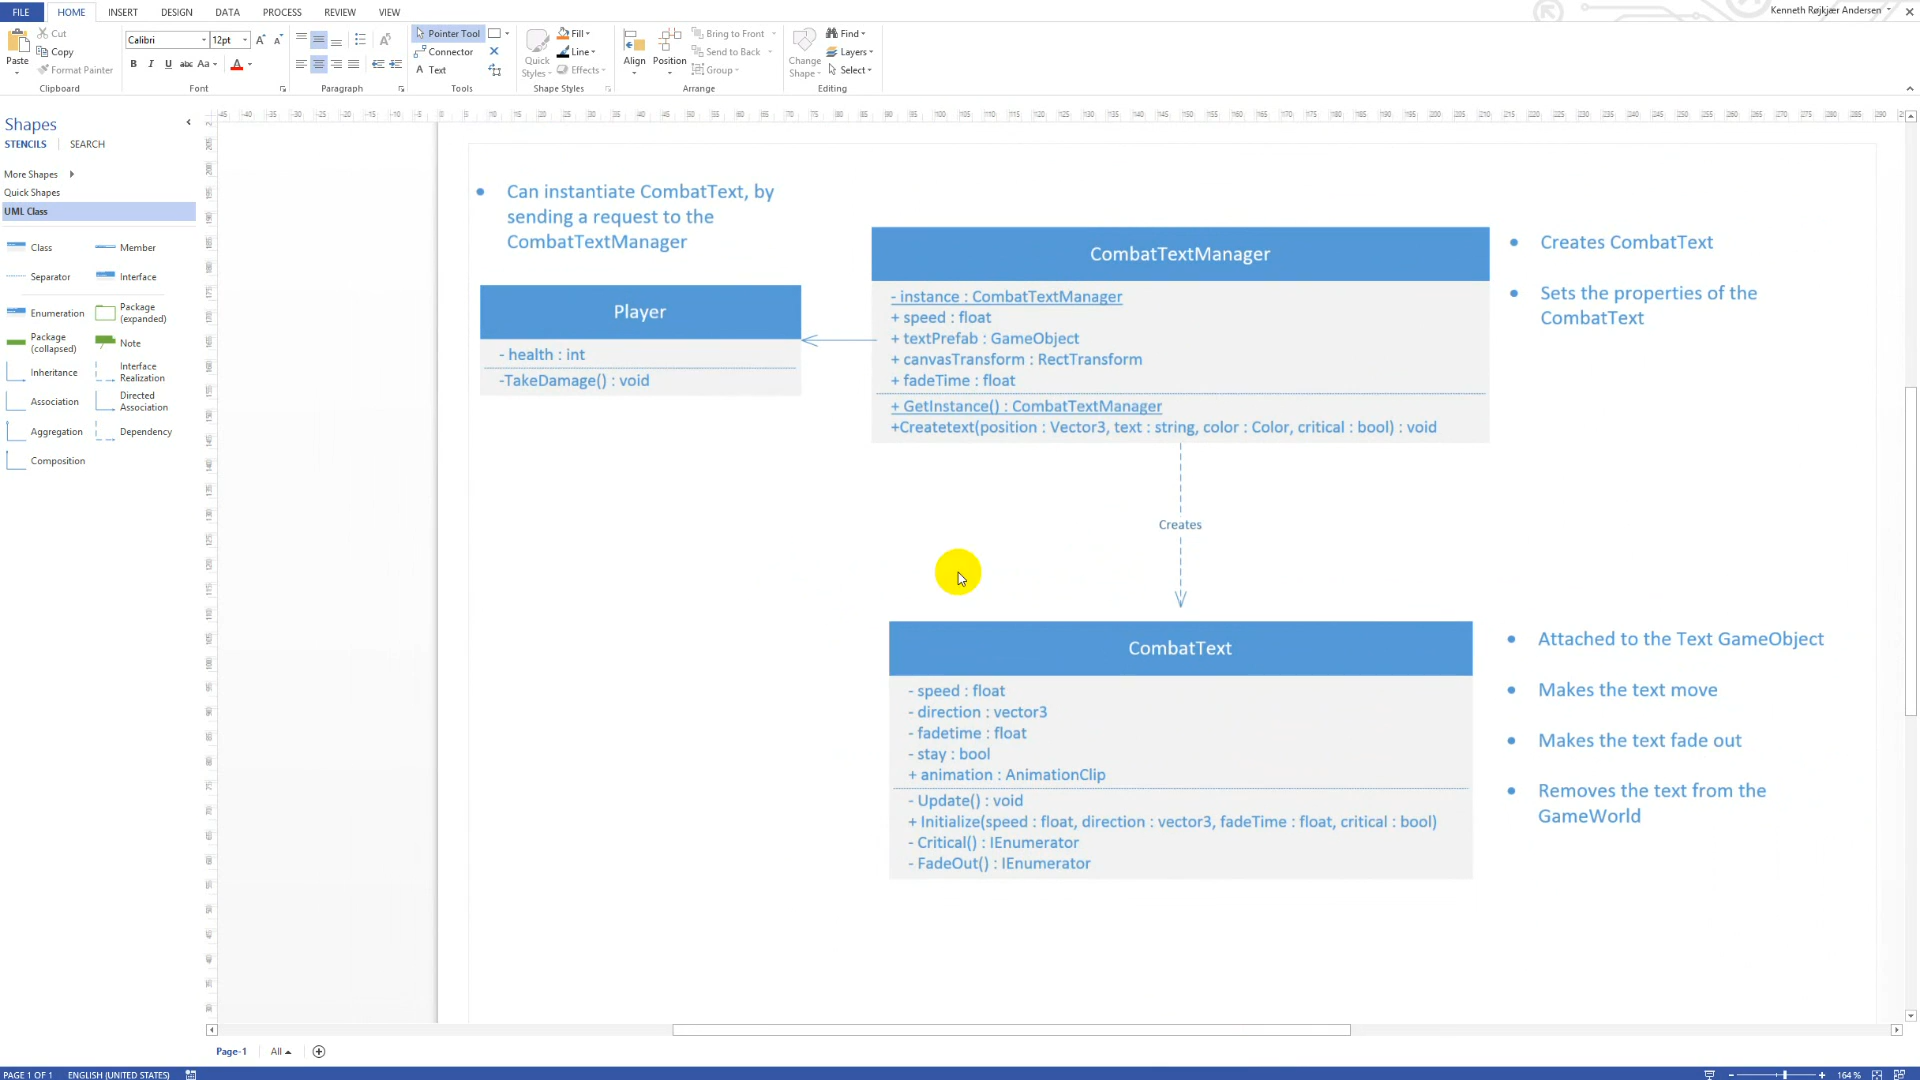 FILE HOME INSERT DESIGN DATA PROCESS REVIEW VIEW
Kenneth Røjkjær Andersen
Paste
Cut
Copy
Format Painter
Clipboard
Calibri 12pt
B I U abc Aa A
Font
Paragraph
Pointer Tool
Connector
A Text
Tools
Quick Styles
Fill
Line
Effects
Shape Styles
Align
Position
Bring to Front
Send to Back
Group
Arrange
Change Shape
Find
Layers
Select
Editing
Shapes
STENCILS SEARCH
More Shapes
Quick Shapes
UML Class
Class Member
Separator Interface
Enumeration Package (expanded)
Package (collapsed) Note
Inheritance Interface Realization
Association Directed Association
Aggregation Dependency
Composition
Can instantiate CombatText, by
sending a request to the
CombatTextManager
Player
- health : int
-TakeDamage() : void
CombatTextManager
- instance : CombatTextManager
+ speed : float
+ textPrefab : GameObject
+ canvasTransform : RectTransform
+ fadeTime : float
+ GetInstance() : CombatTextManager
+Createtext(position : Vector3, text : string, color : Color, critical : bool) : void
Creates CombatText
Sets the properties of the
CombatText
Creates
CombatText
- speed : float
- direction : vector3
- fadetime : float
- stay : bool
+ animation : AnimationClip
- Update() : void
+ Initialize(speed : float, direction : vector3, fadeTime : float, critical : bool)
- Critical() : IEnumerator
- FadeOut() : IEnumerator
Attached to the Text GameObject
Makes the text move
Makes the text fade out
Removes the text from the
GameWorld
Page-1 All
PAGE 1 OF 1 ENGLISH (UNITED STATES)
164 %